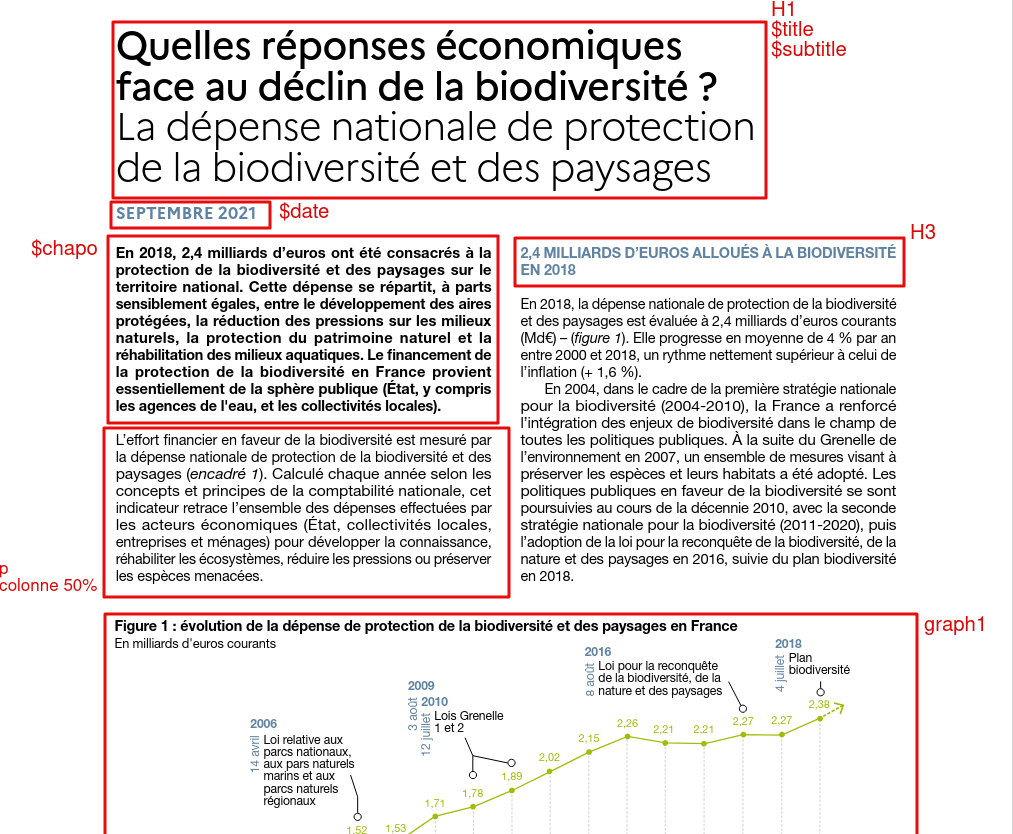 H1
$title
$subtitle
Quelles réponses économiques
face au déclin de la biodiversité ?
La dépense nationale de protection
de la biodiversité et des paysages
SEPTEMBRE 2021
$date
$chapo
En 2018, 2,4 milliards d’euros ont été consacrés à la
protection de la biodiversité et des paysages sur le
territoire national. Cette dépense se répartit, à parts
sensiblement égales, entre le développement des aires
protégées, la réduction des pressions sur les milieux
naturels, la protection du patrimoine naturel et la
réhabilitation des milieux aquatiques. Le financement de
la protection de la biodiversité en France provient
essentiellement de la sphère publique (État, y compris
les agences de l'eau, et les collectivités locales).
L’effort financier en faveur de la biodiversité est mesuré par
la dépense nationale de protection de la biodiversité et des
paysages (encadré 1). Calculé chaque année selon les
concepts et principes de la comptabilité nationale, cet
indicateur retrace l’ensemble des dépenses effectuées par
les acteurs économiques (État, collectivités locales,
entreprises et ménages) pour développer la connaissance,
réhabiliter les écosystèmes, réduire les pressions ou préserver
les espèces menacées.
p
colonne 50%
H3
2,4 MILLIARDS D’EUROS ALLOUÉS À LA BIODIVERSITÉ
EN 2018
En 2018, la dépense nationale de protection de la biodiversité
et des paysages est évaluée à 2,4 milliards d’euros courants
(Md€) – (figure 1). Elle progresse en moyenne de 4 % par an
entre 2000 et 2018, un rythme nettement supérieur à celui de
l’inflation (+ 1,6 %).
En 2004, dans le cadre de la première stratégie nationale
pour la biodiversité (2004-2010), la France a renforcé
l’intégration des enjeux de biodiversité dans le champ de
toutes les politiques publiques. À la suite du Grenelle de
l’environnement en 2007, un ensemble de mesures visant à
préserver les espèces et leurs habitats a été adopté. Les
politiques publiques en faveur de la biodiversité se sont
poursuivies au cours de la décennie 2010, avec la seconde
stratégie nationale pour la biodiversité (2011-2020), puis
l’adoption de la loi pour la reconquête de la biodiversité, de la
nature et des paysages en 2016, suivie du plan biodiversité
en 2018.
graph1
Figure 1 : évolution de la dépense de protection de la biodiversité et des paysages en France
En milliards d'euros courants
2006
14 avril
Loi relative aux
parcs nationaux,
aux pars naturels
marins et aux
parcs naturels
régionaux
2009
3 août
2010
12 juillet
Lois Grenelle
1 et 2
2016
8 août
Loi pour la reconquête
de la biodiversité, de la
nature et des paysages
2018
4 juillet
Plan
biodiversité
1,52
1,53
1,71
1,78
1,89
2,02
2,15
2,26
2,21
2,21
2,27
2,27
2,38